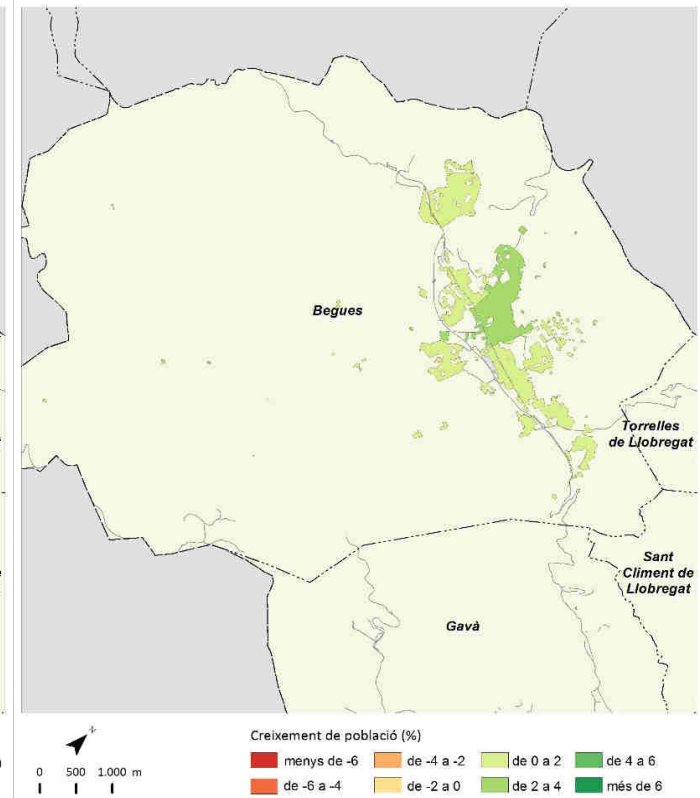 Begues
Torrelles
de Llobregat
Sant
Climent de
Llobregat
Gavà
N
0 500 1.000 m
Creixement de població (%)
menys de -6
de -4 a -2
de 0 a 2
de 4 a 6
de -6 a -4
de -2 a 0
de 2 a 4
més de 6